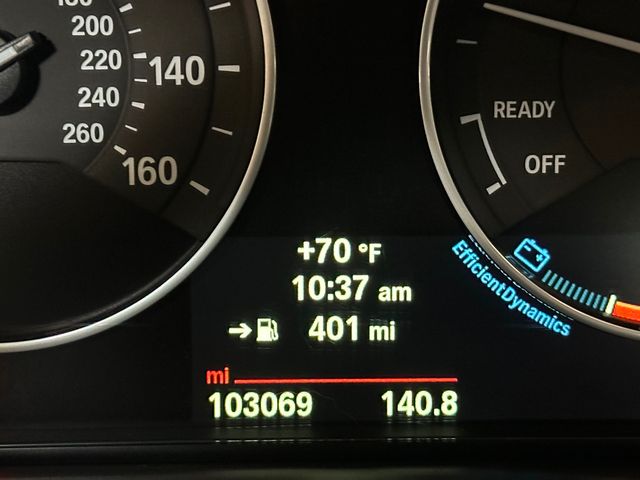 200
220
140
240
260
160
READY
OFF
+70 °F
10:37 am
401 mi
EfficientDynamics
mi
103069 140.8